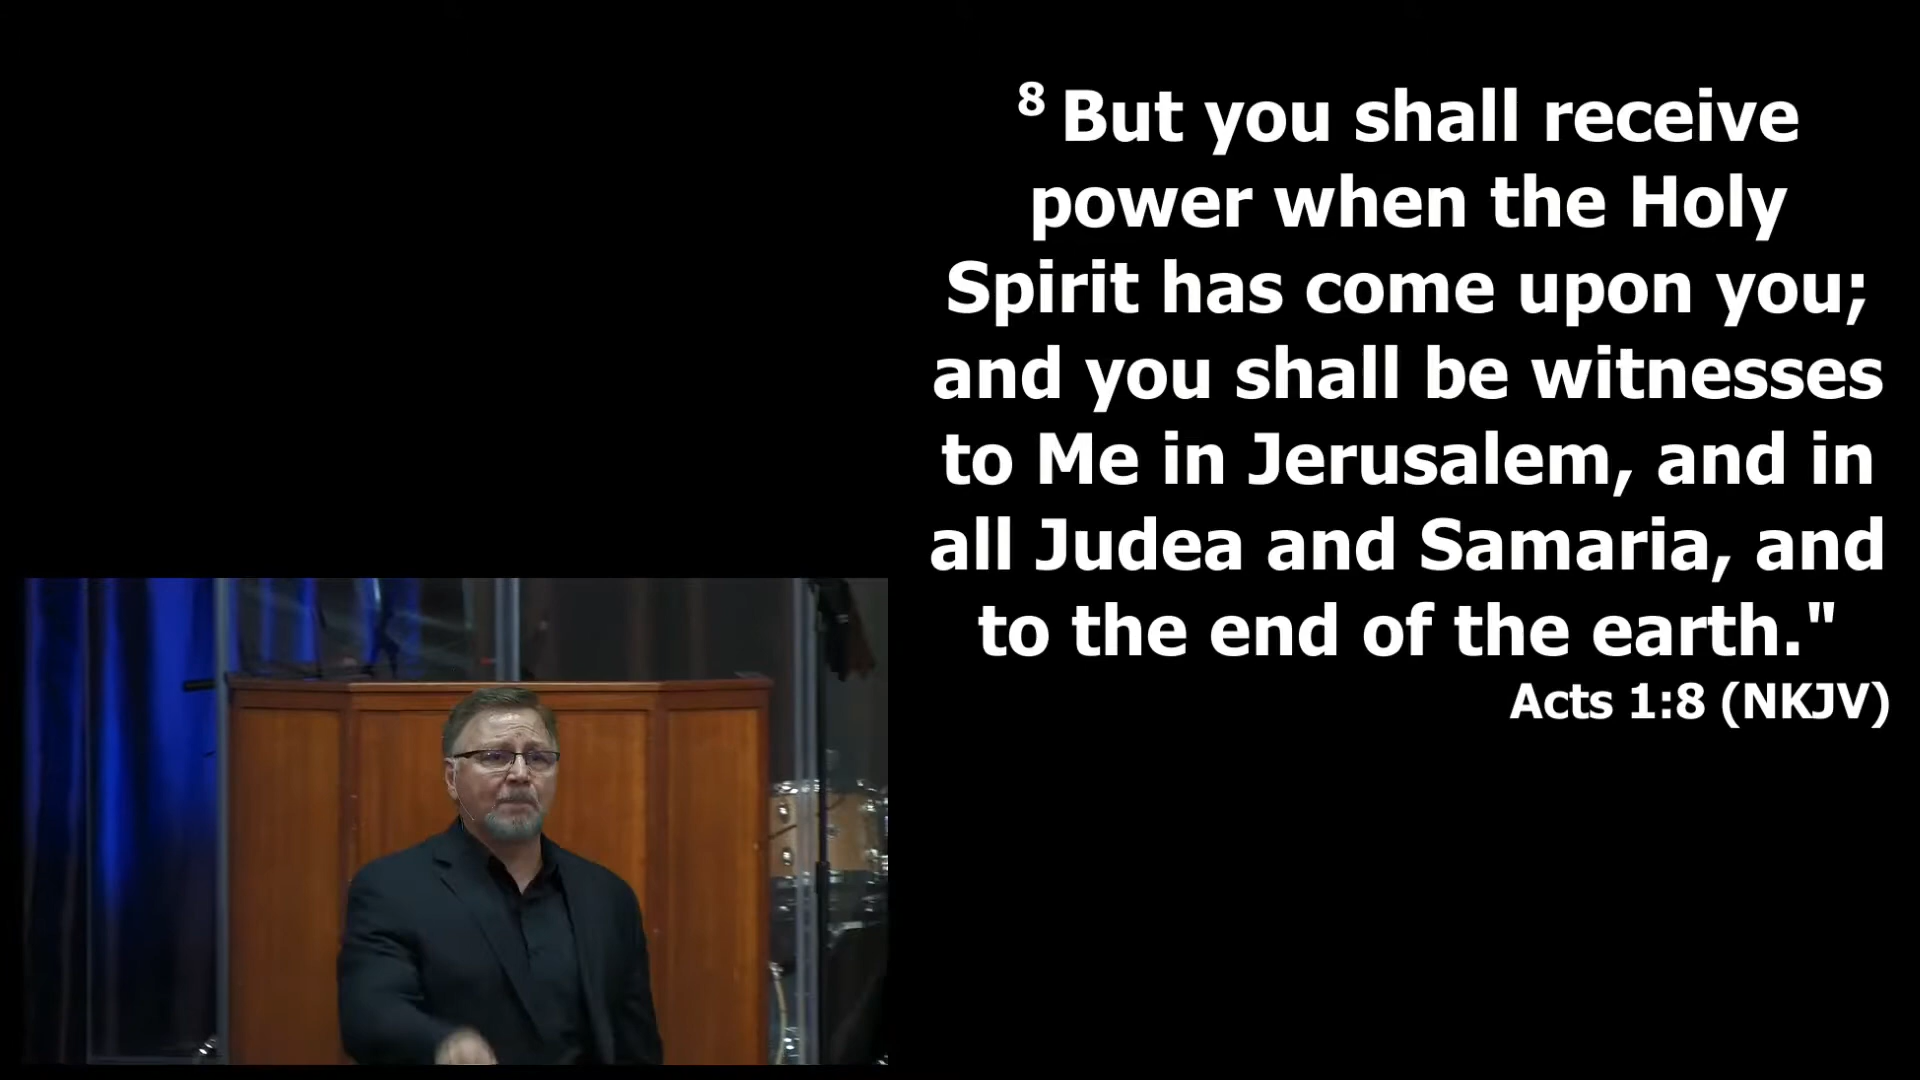 8 But you shall receive
power when the Holy
Spirit has come upon you;
and you shall be witnesses
to Me in Jerusalem, and in
all Judea and Samaria, and
to the end of the earth."
Acts 1:8 (NKJV)